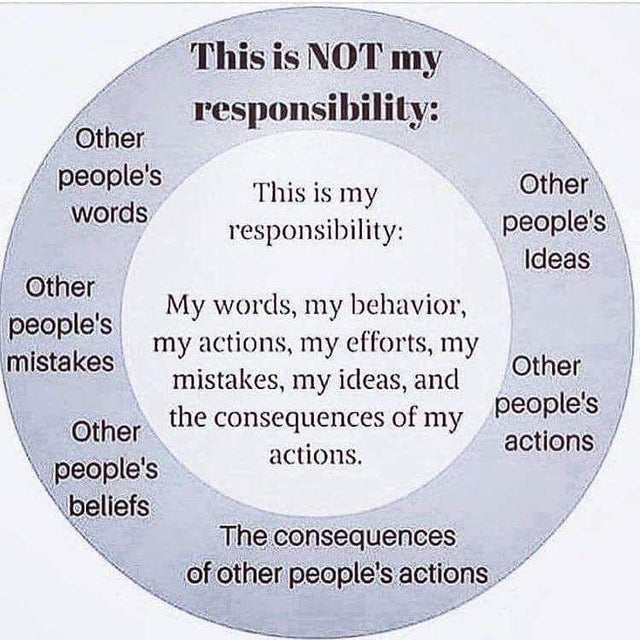 This is NOT my
responsibility:
Other
people's
words
Other
people's
mistakes
Other
people's
beliefs
This is my
responsibility:
My words, my behavior,
my actions, my efforts, my
mistakes, my ideas, and
the consequences of my
actions.
Other
people's
Ideas
Other
people's
actions
The consequences
of other people's actions